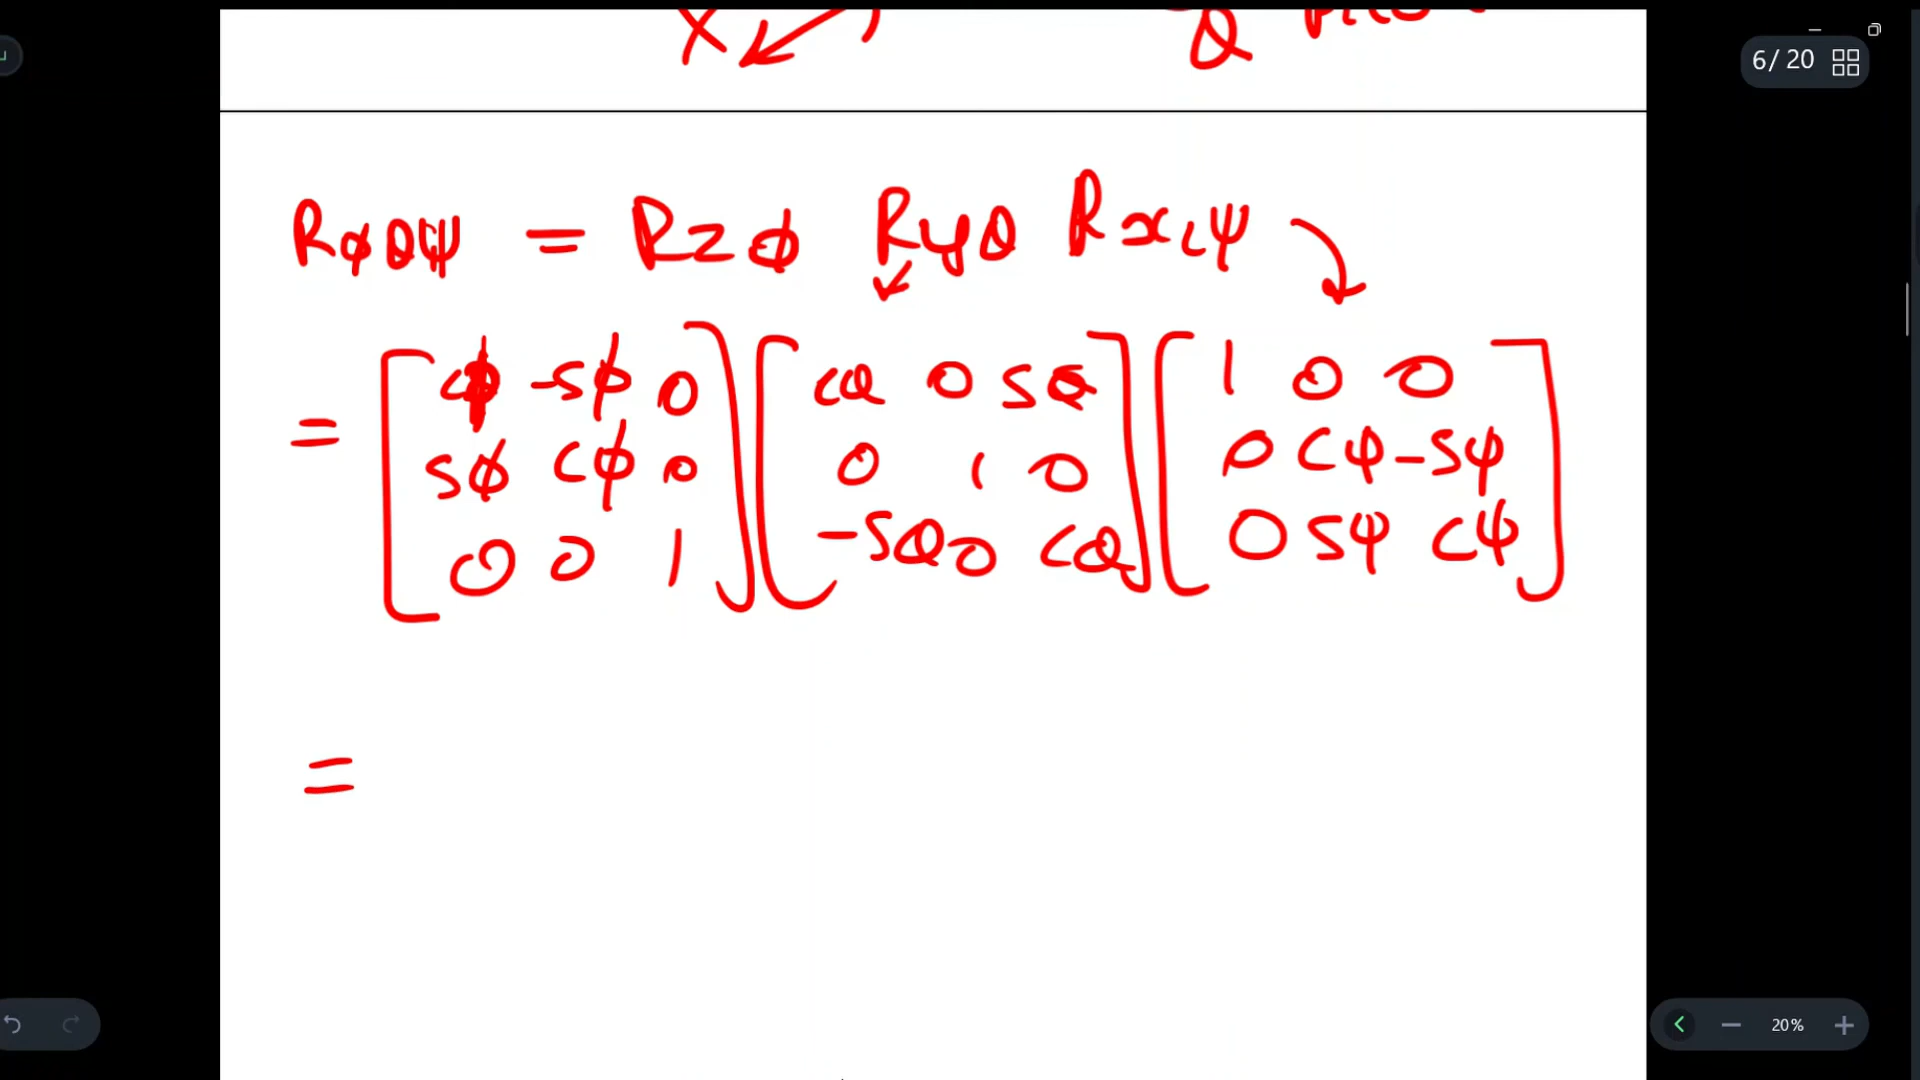 6/ 20
RφθΨ = Rzφ Ryθ Rx,Ψ
= [cφ -sφ 0] [cθ 0 sθ] [1 0 0]
[sφ cφ 0] [0 1 0] [0 cψ -sψ]
[0 0 1] [-sθ 0 cθ] [0 sψ cψ]
=
20%